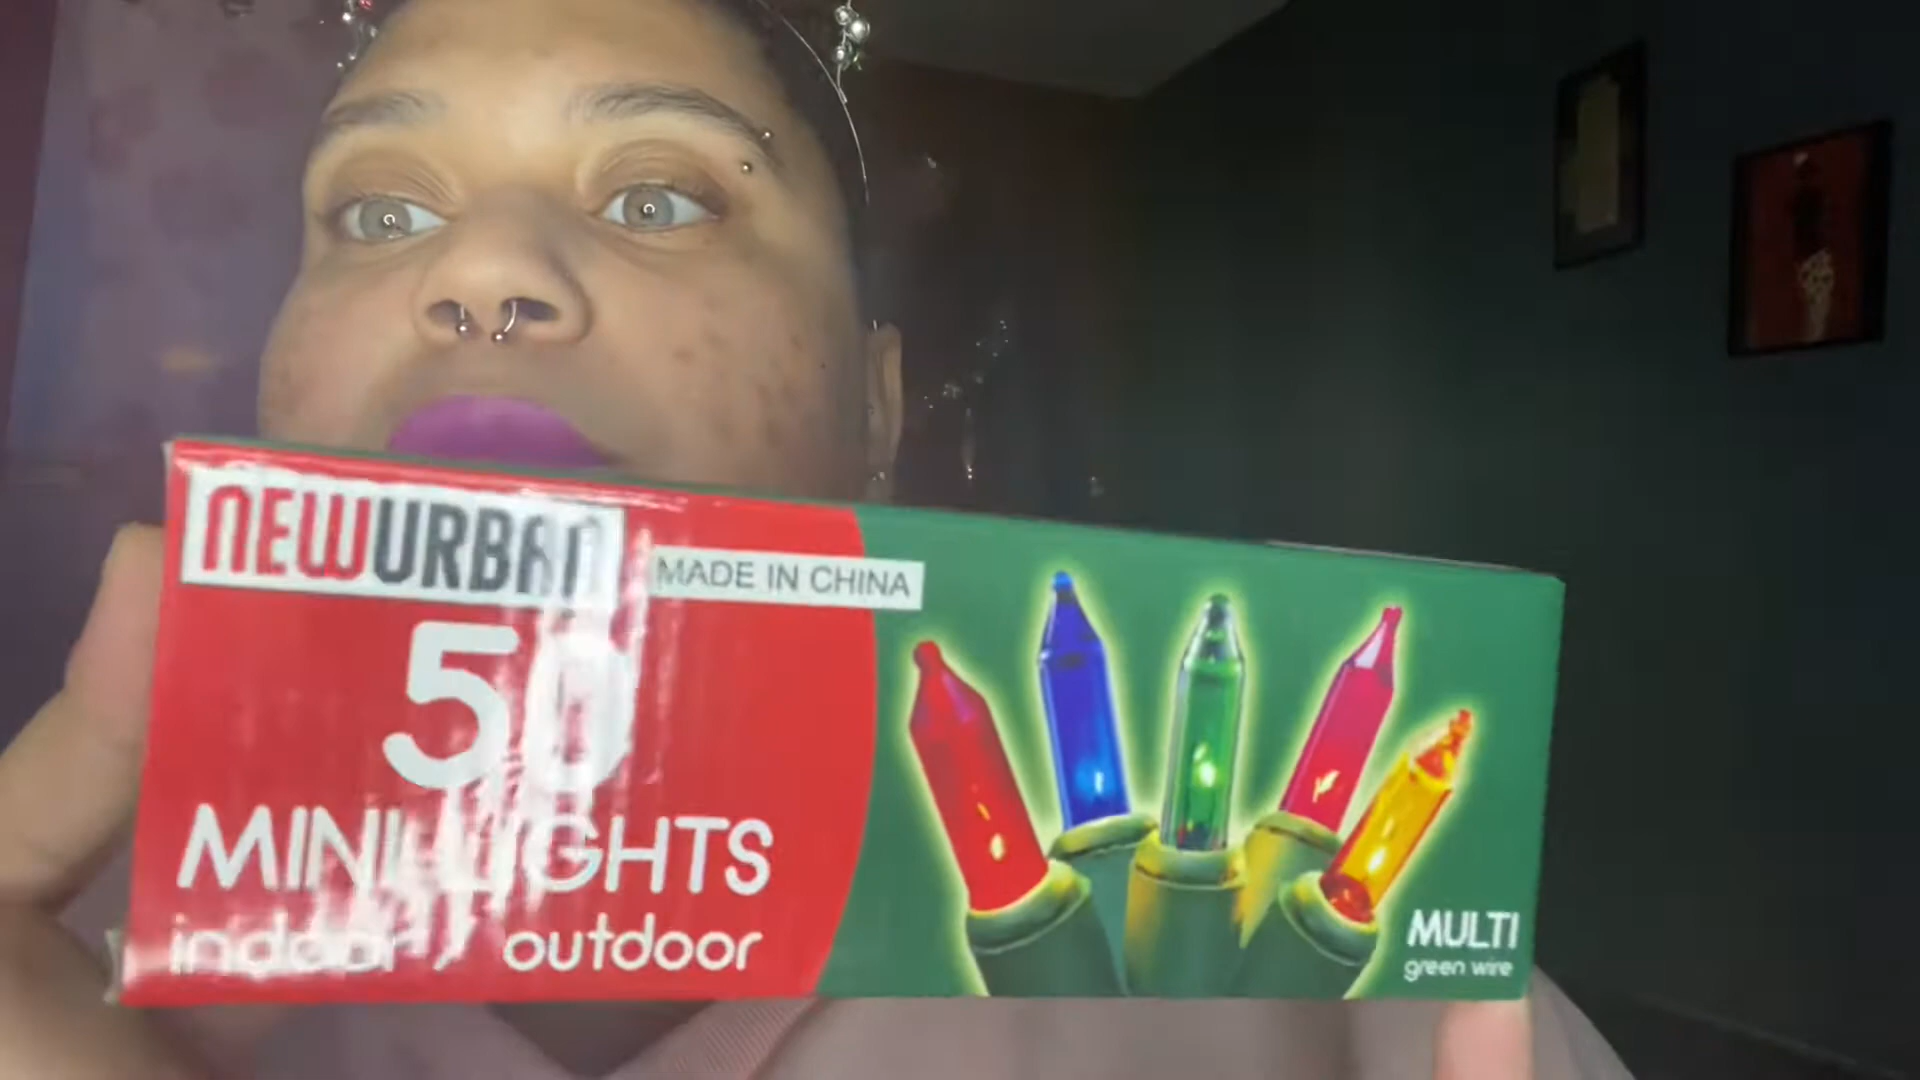 NEWURBAN
MADE IN CHINA
50
MINI LIGHTS
indoor / outdoor
MULTI
green wire